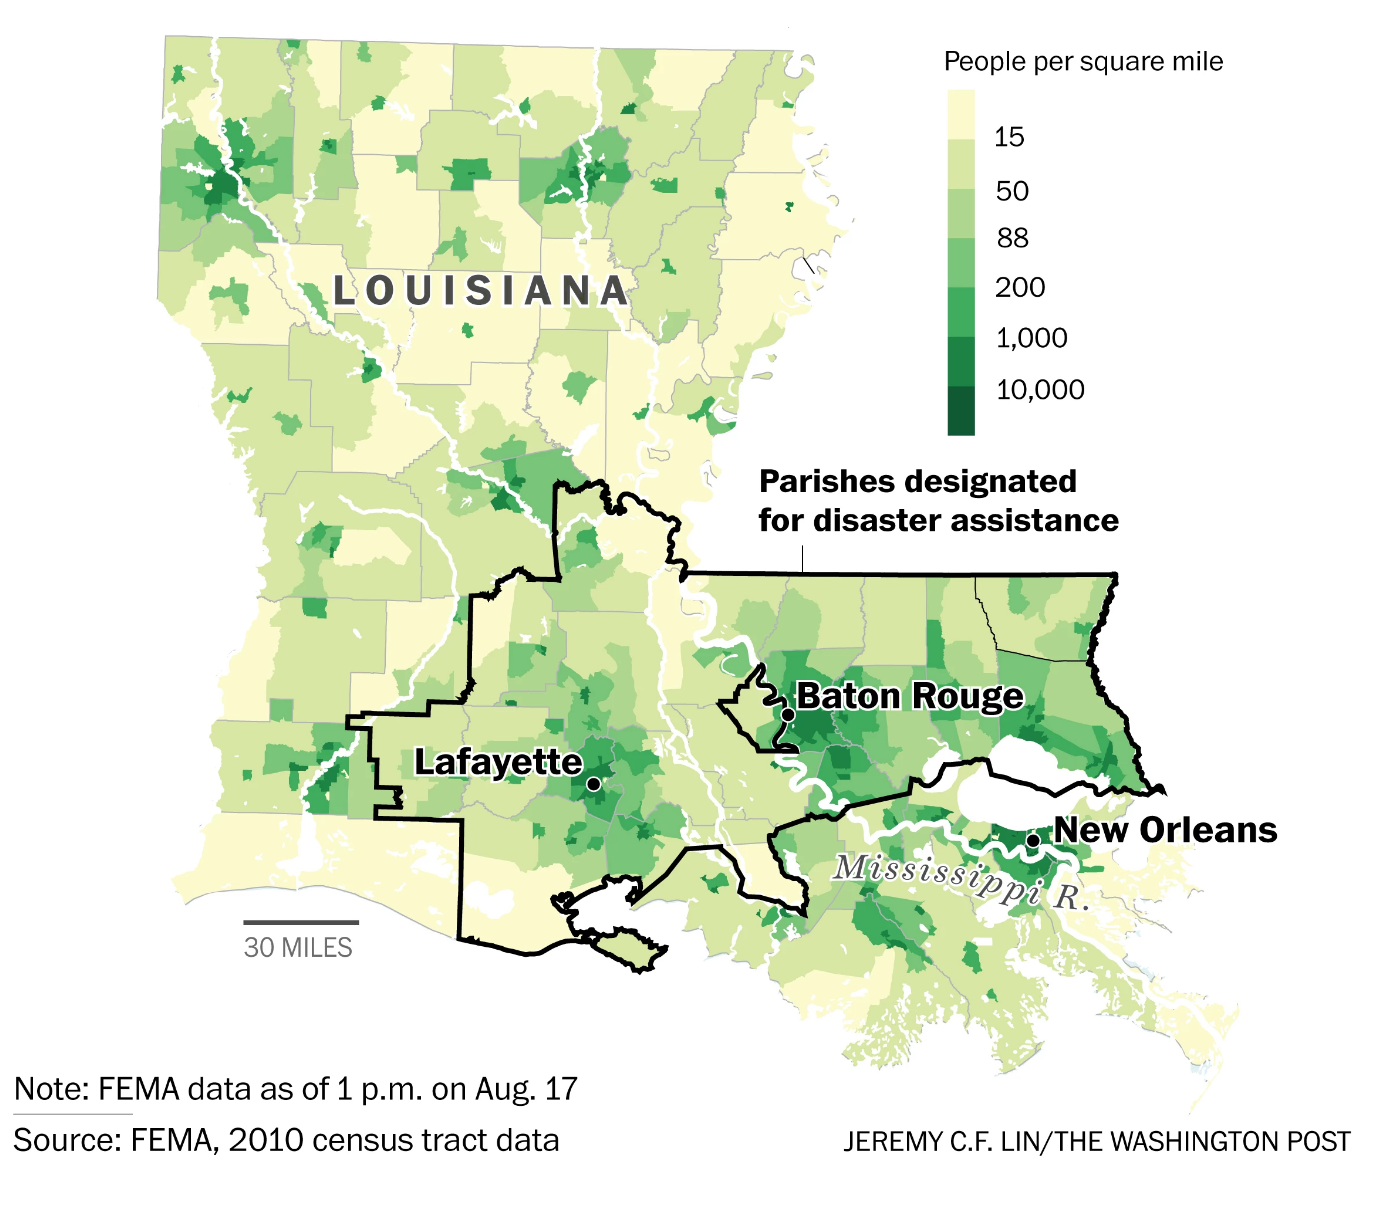 People per square mile
15
50
88
200
1,000
10,000
LOUISIANA
Parishes designated
for disaster assistance
Baton Rouge
Lafayette
New Orleans
Mississippi R.
30 MILES
Note: FEMA data as of 1 p.m. on Aug. 17
Source: FEMA, 2010 census tract data
JEREMY C.F. LIN/THE WASHINGTON POST